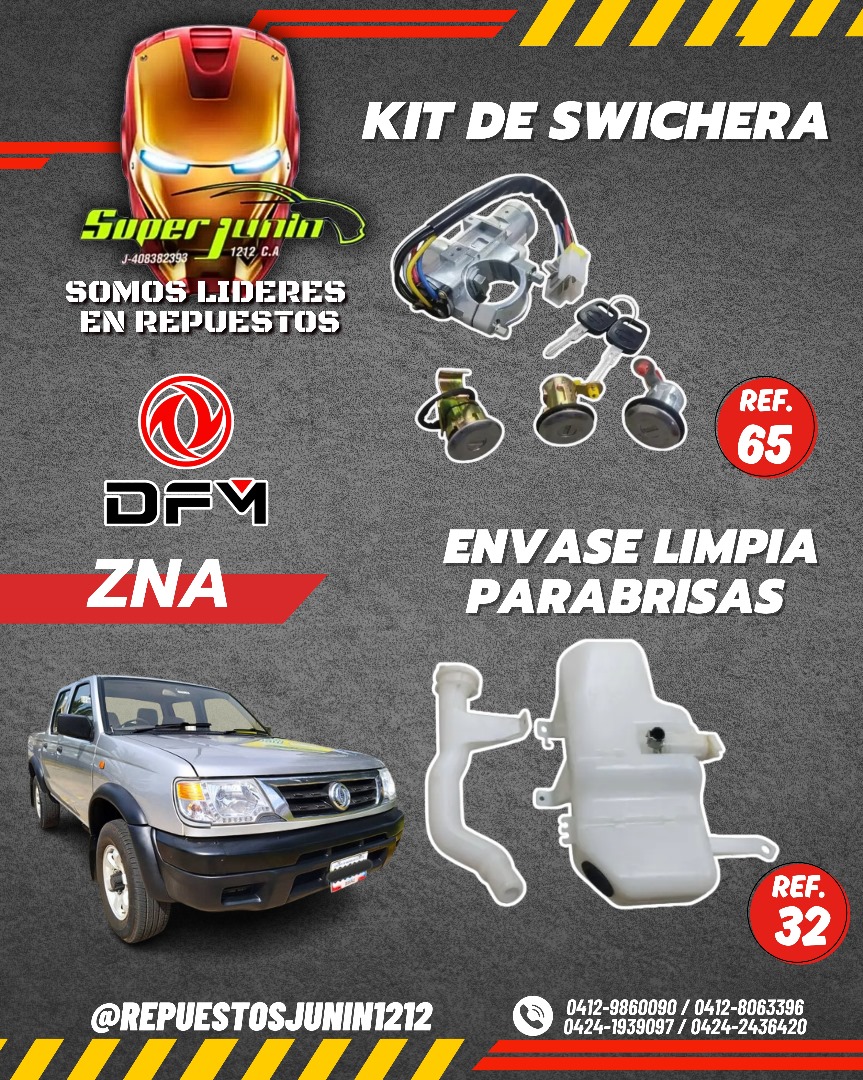 KIT DE SWICHERA
Super Junin
1212 C.A
J-408382393
SOMOS LIDERES
EN REPUESTOS
REF.
65
DFM
ZNA
ENVASE LIMPIA
PARABRISAS
REF.
32
@REPUESTOSJUNIN1212
0412-9860090 / 0412-8063396
0424-1939097 / 0424-2436420